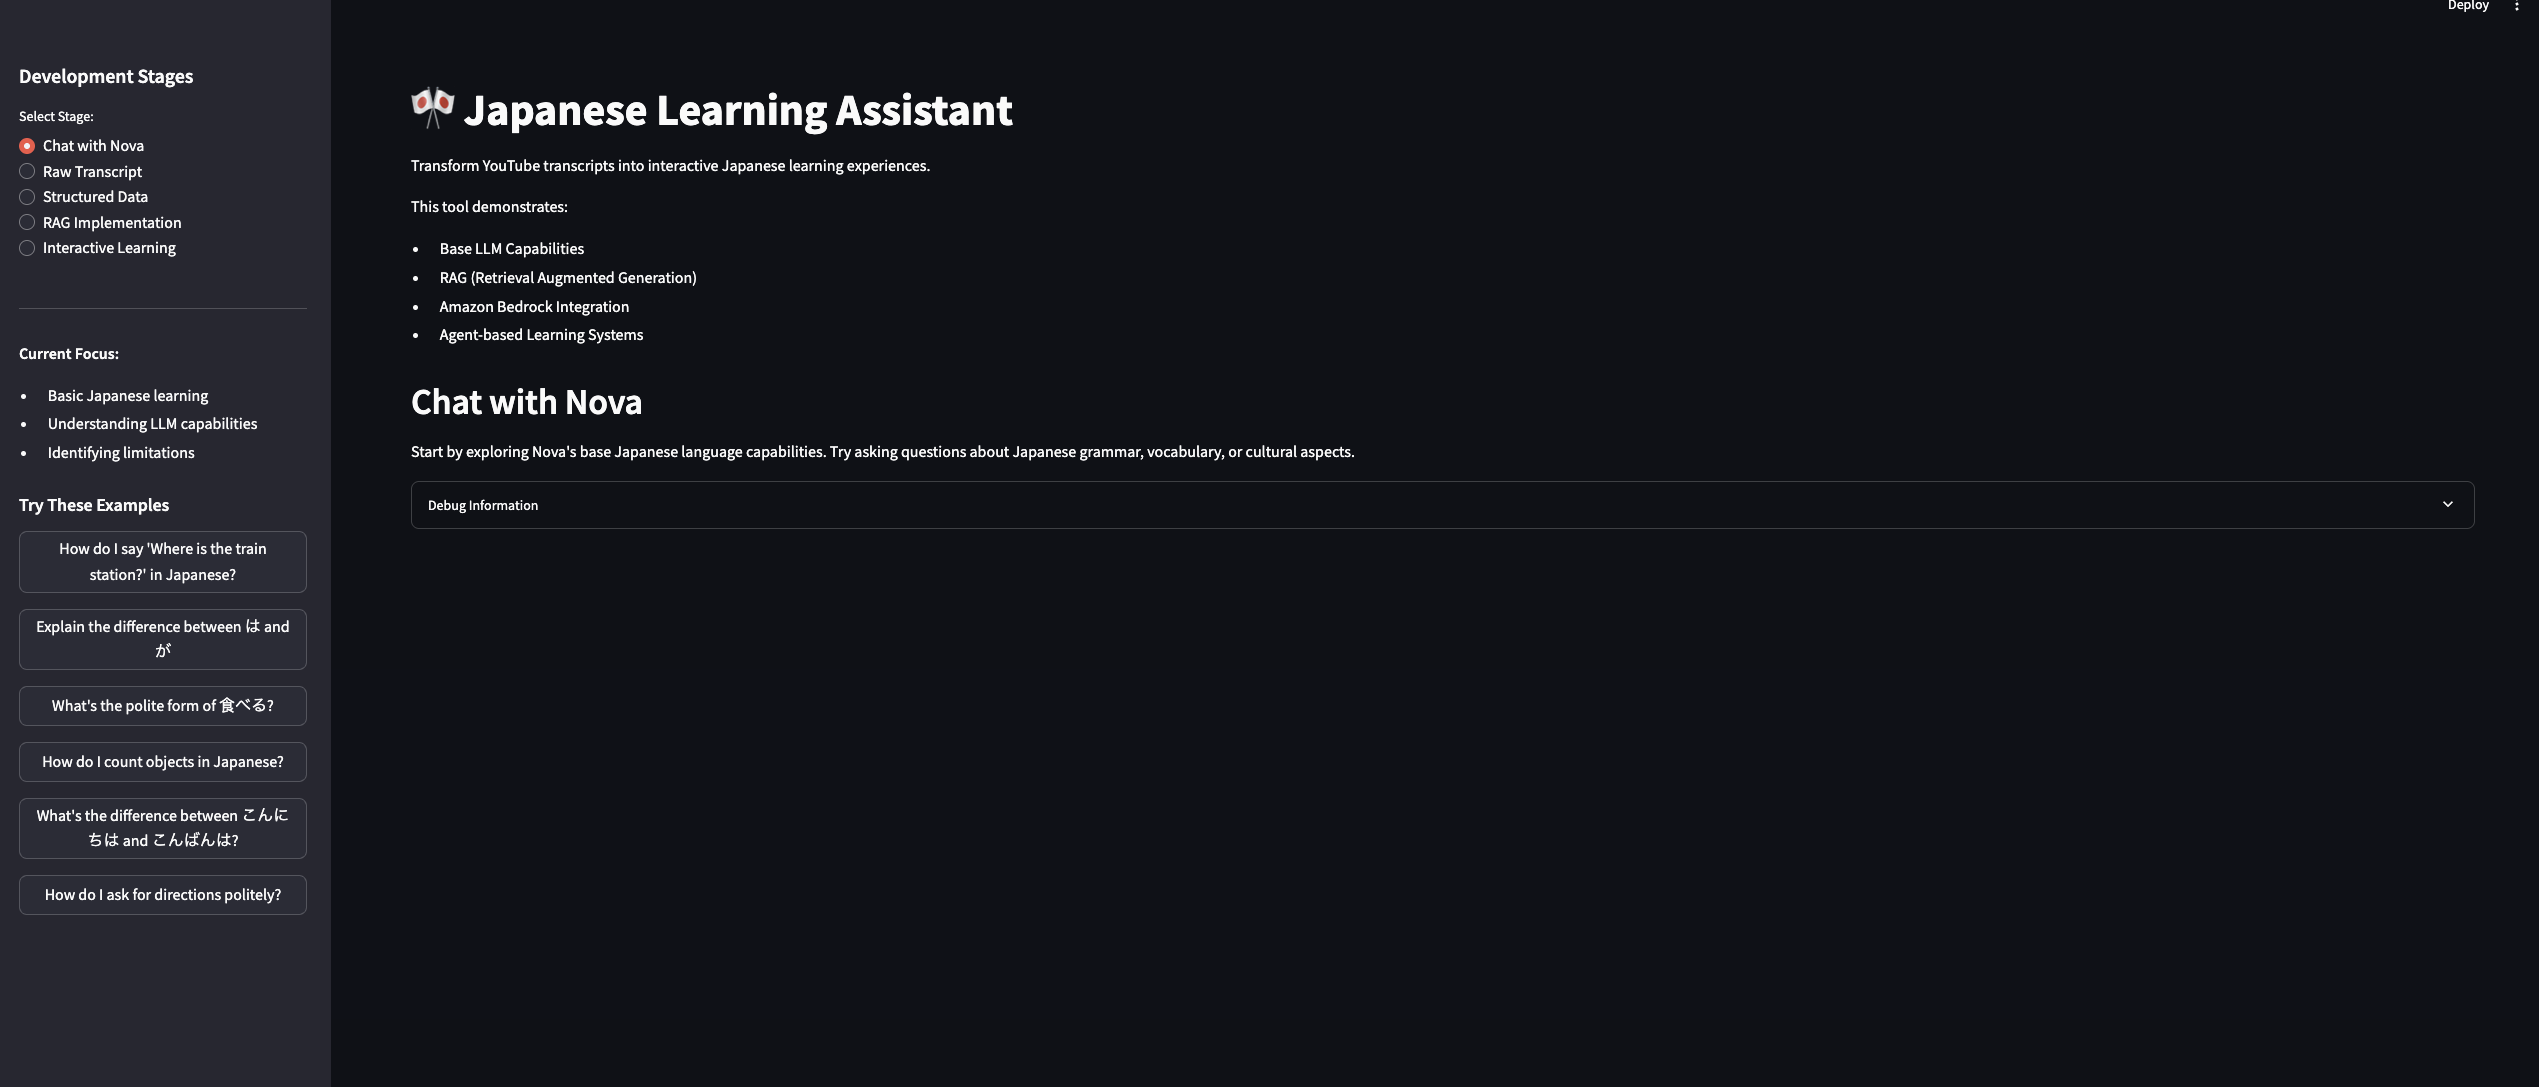 Deploy
Development Stages
Select Stage:
Chat with Nova
Raw Transcript
Structured Data
RAG Implementation
Interactive Learning
Current Focus:
Basic Japanese learning
Understanding LLM capabilities
Identifying limitations
Try These Examples
How do I say 'Where is the train
station?' in Japanese?
Explain the difference between は and
が
What's the polite form of 食べる?
How do I count objects in Japanese?
What's the difference between こんに
ちは and こんばんは?
How do I ask for directions politely?
Japanese Learning Assistant
Transform YouTube transcripts into interactive Japanese learning experiences.
This tool demonstrates:
Base LLM Capabilities
RAG (Retrieval Augmented Generation)
Amazon Bedrock Integration
Agent-based Learning Systems
Chat with Nova
Start by exploring Nova's base Japanese language capabilities. Try asking questions about Japanese grammar, vocabulary, or cultural aspects.
Debug Information